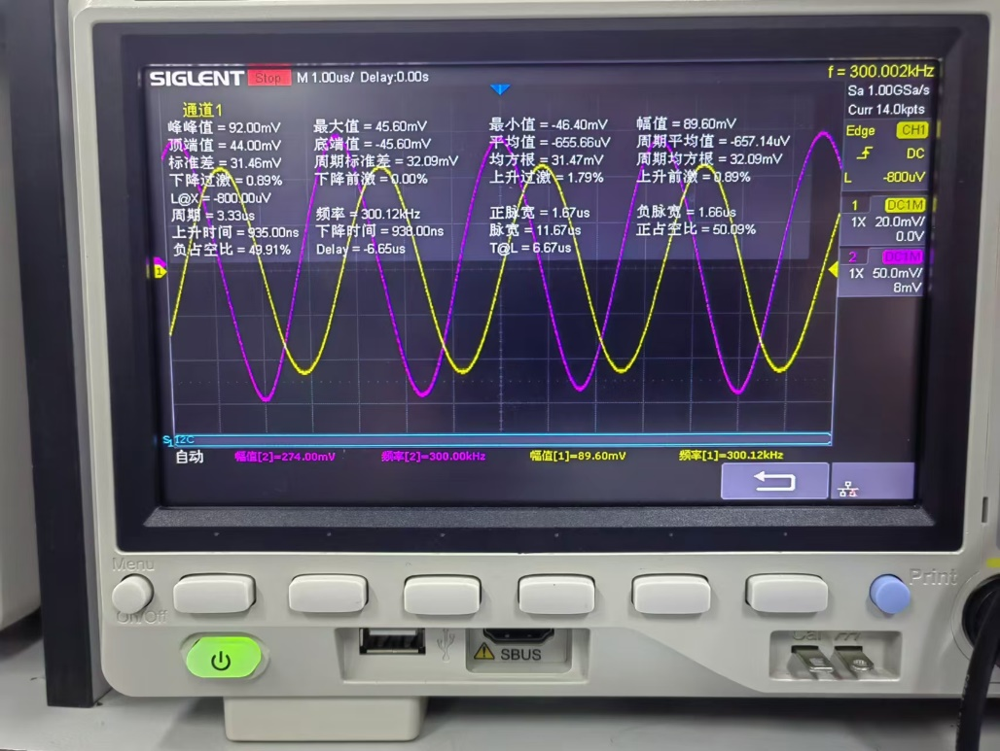 SIGLENT Stop M 1.00us/ Delay:0.00s
f = 300.002kHz
Sa 1.00GSa/s
Curr 14.0kpts
Edge CH1
DC
L -800uV
1 DC1M
1X 20.0mV/
0.0V
2 DC1M
1X 50.0mV/
8mV
通道1
峰峰值 = 92.00mV 最大值 = 45.60mV 最小值 = -46.40mV 幅值 = 89.60mV
顶端值 = 44.00mV 底端值 = -45.60mV 平均值 = -655.66uV 周期平均值 = -657.14uV
标准差 = 31.46mV 周期标准差 = 32.09mV 均方根 = 31.47mV 周期均方根 = 32.09mV
下降过激 = 0.89% 下降前激 = 0.00% 上升过激 = 1.79% 上升前激 = 0.89%
L@X = -800.00uV
周期 = 3.33us 频率 = 300.12kHz 正脉宽 = 1.67us 负脉宽 = 1.66us
上升时间 = 935.00ns 下降时间 = 938.00ns 脉宽 = 11.67us 正占空比 = 50.09%
负占空比 = 49.91% Delay = -6.65us T@L = 6.67us
1
S1 I2C
自动 幅值[2]=274.00mV 频率[2]=300.00kHz 幅值[1]=89.60mV 频率[1]=300.12kHz
Menu
On/Off
Print
SBUS
Cal